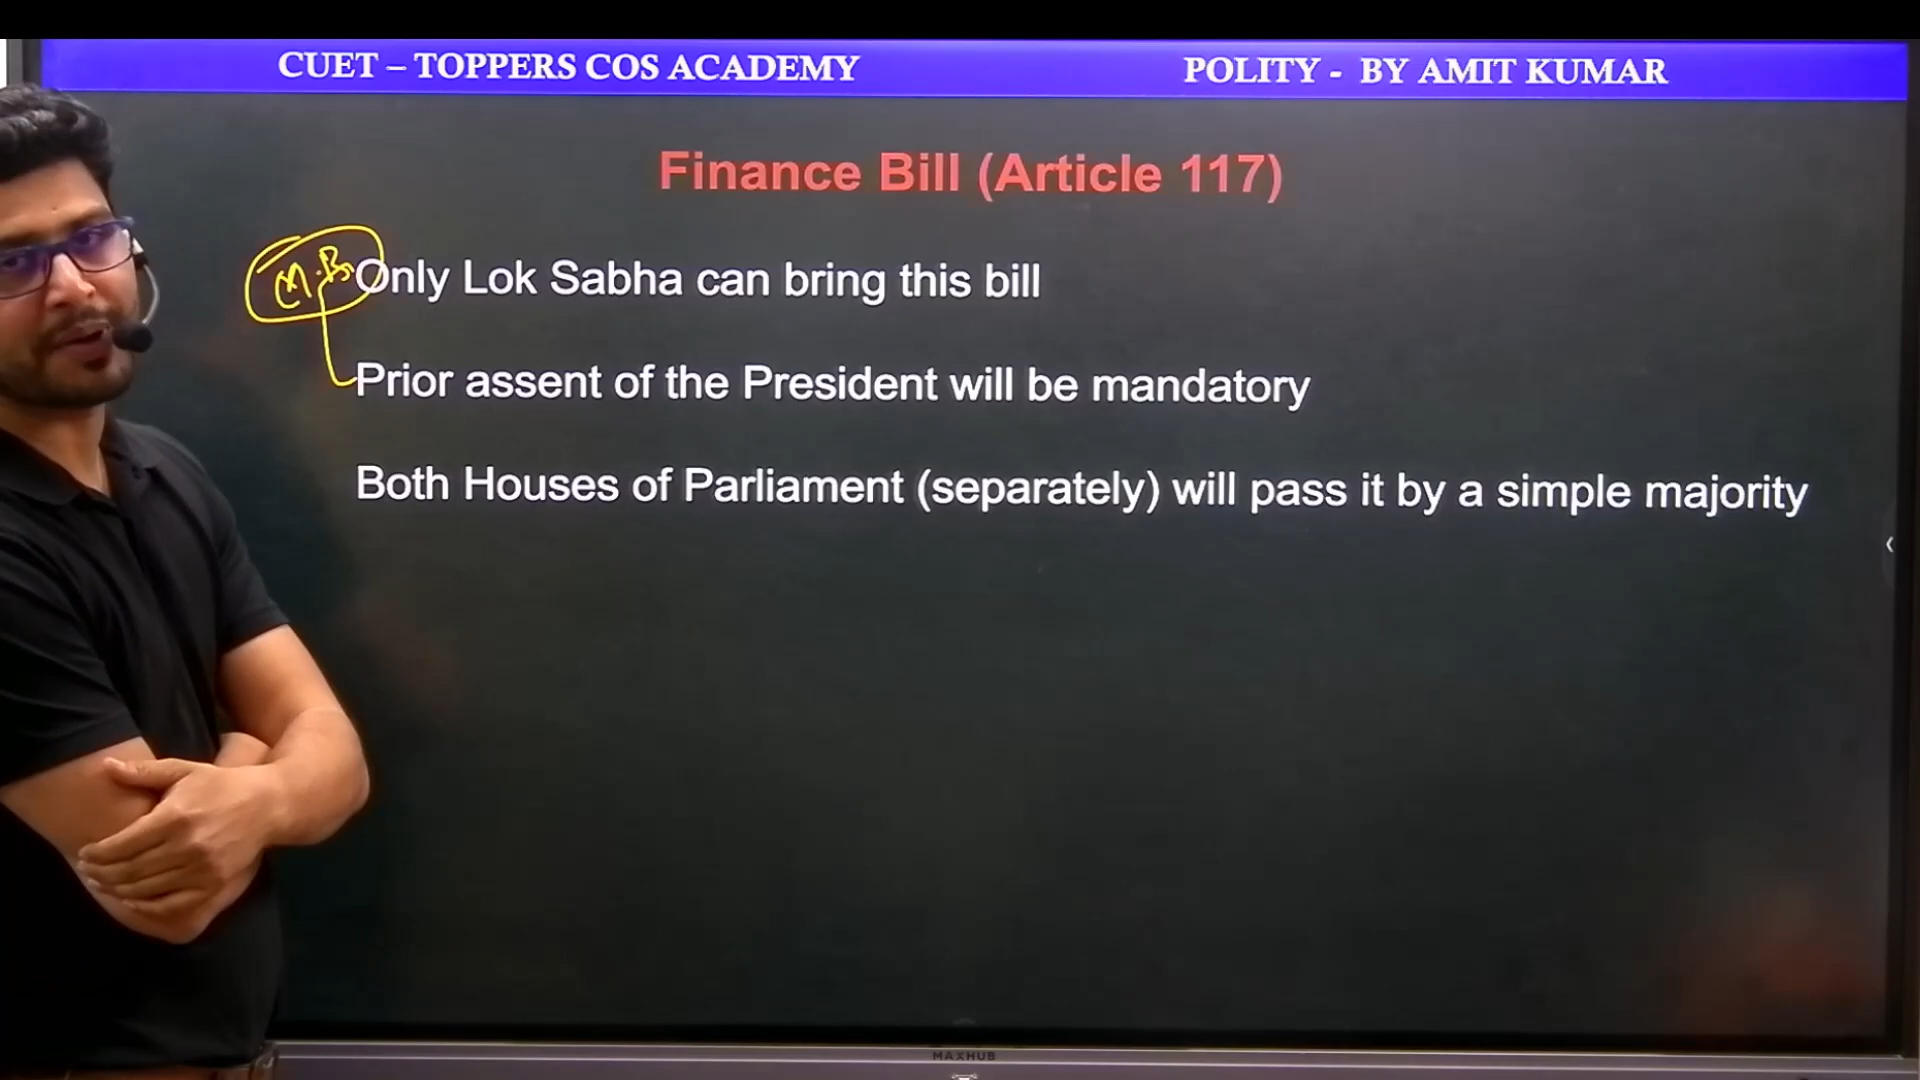 CUET – TOPPERS COS ACADEMY
POLITY - BY AMIT KUMAR
Finance Bill (Article 117)
M.B.
Only Lok Sabha can bring this bill
Prior assent of the President will be mandatory
Both Houses of Parliament (separately) will pass it by a simple majority
MAXHUB